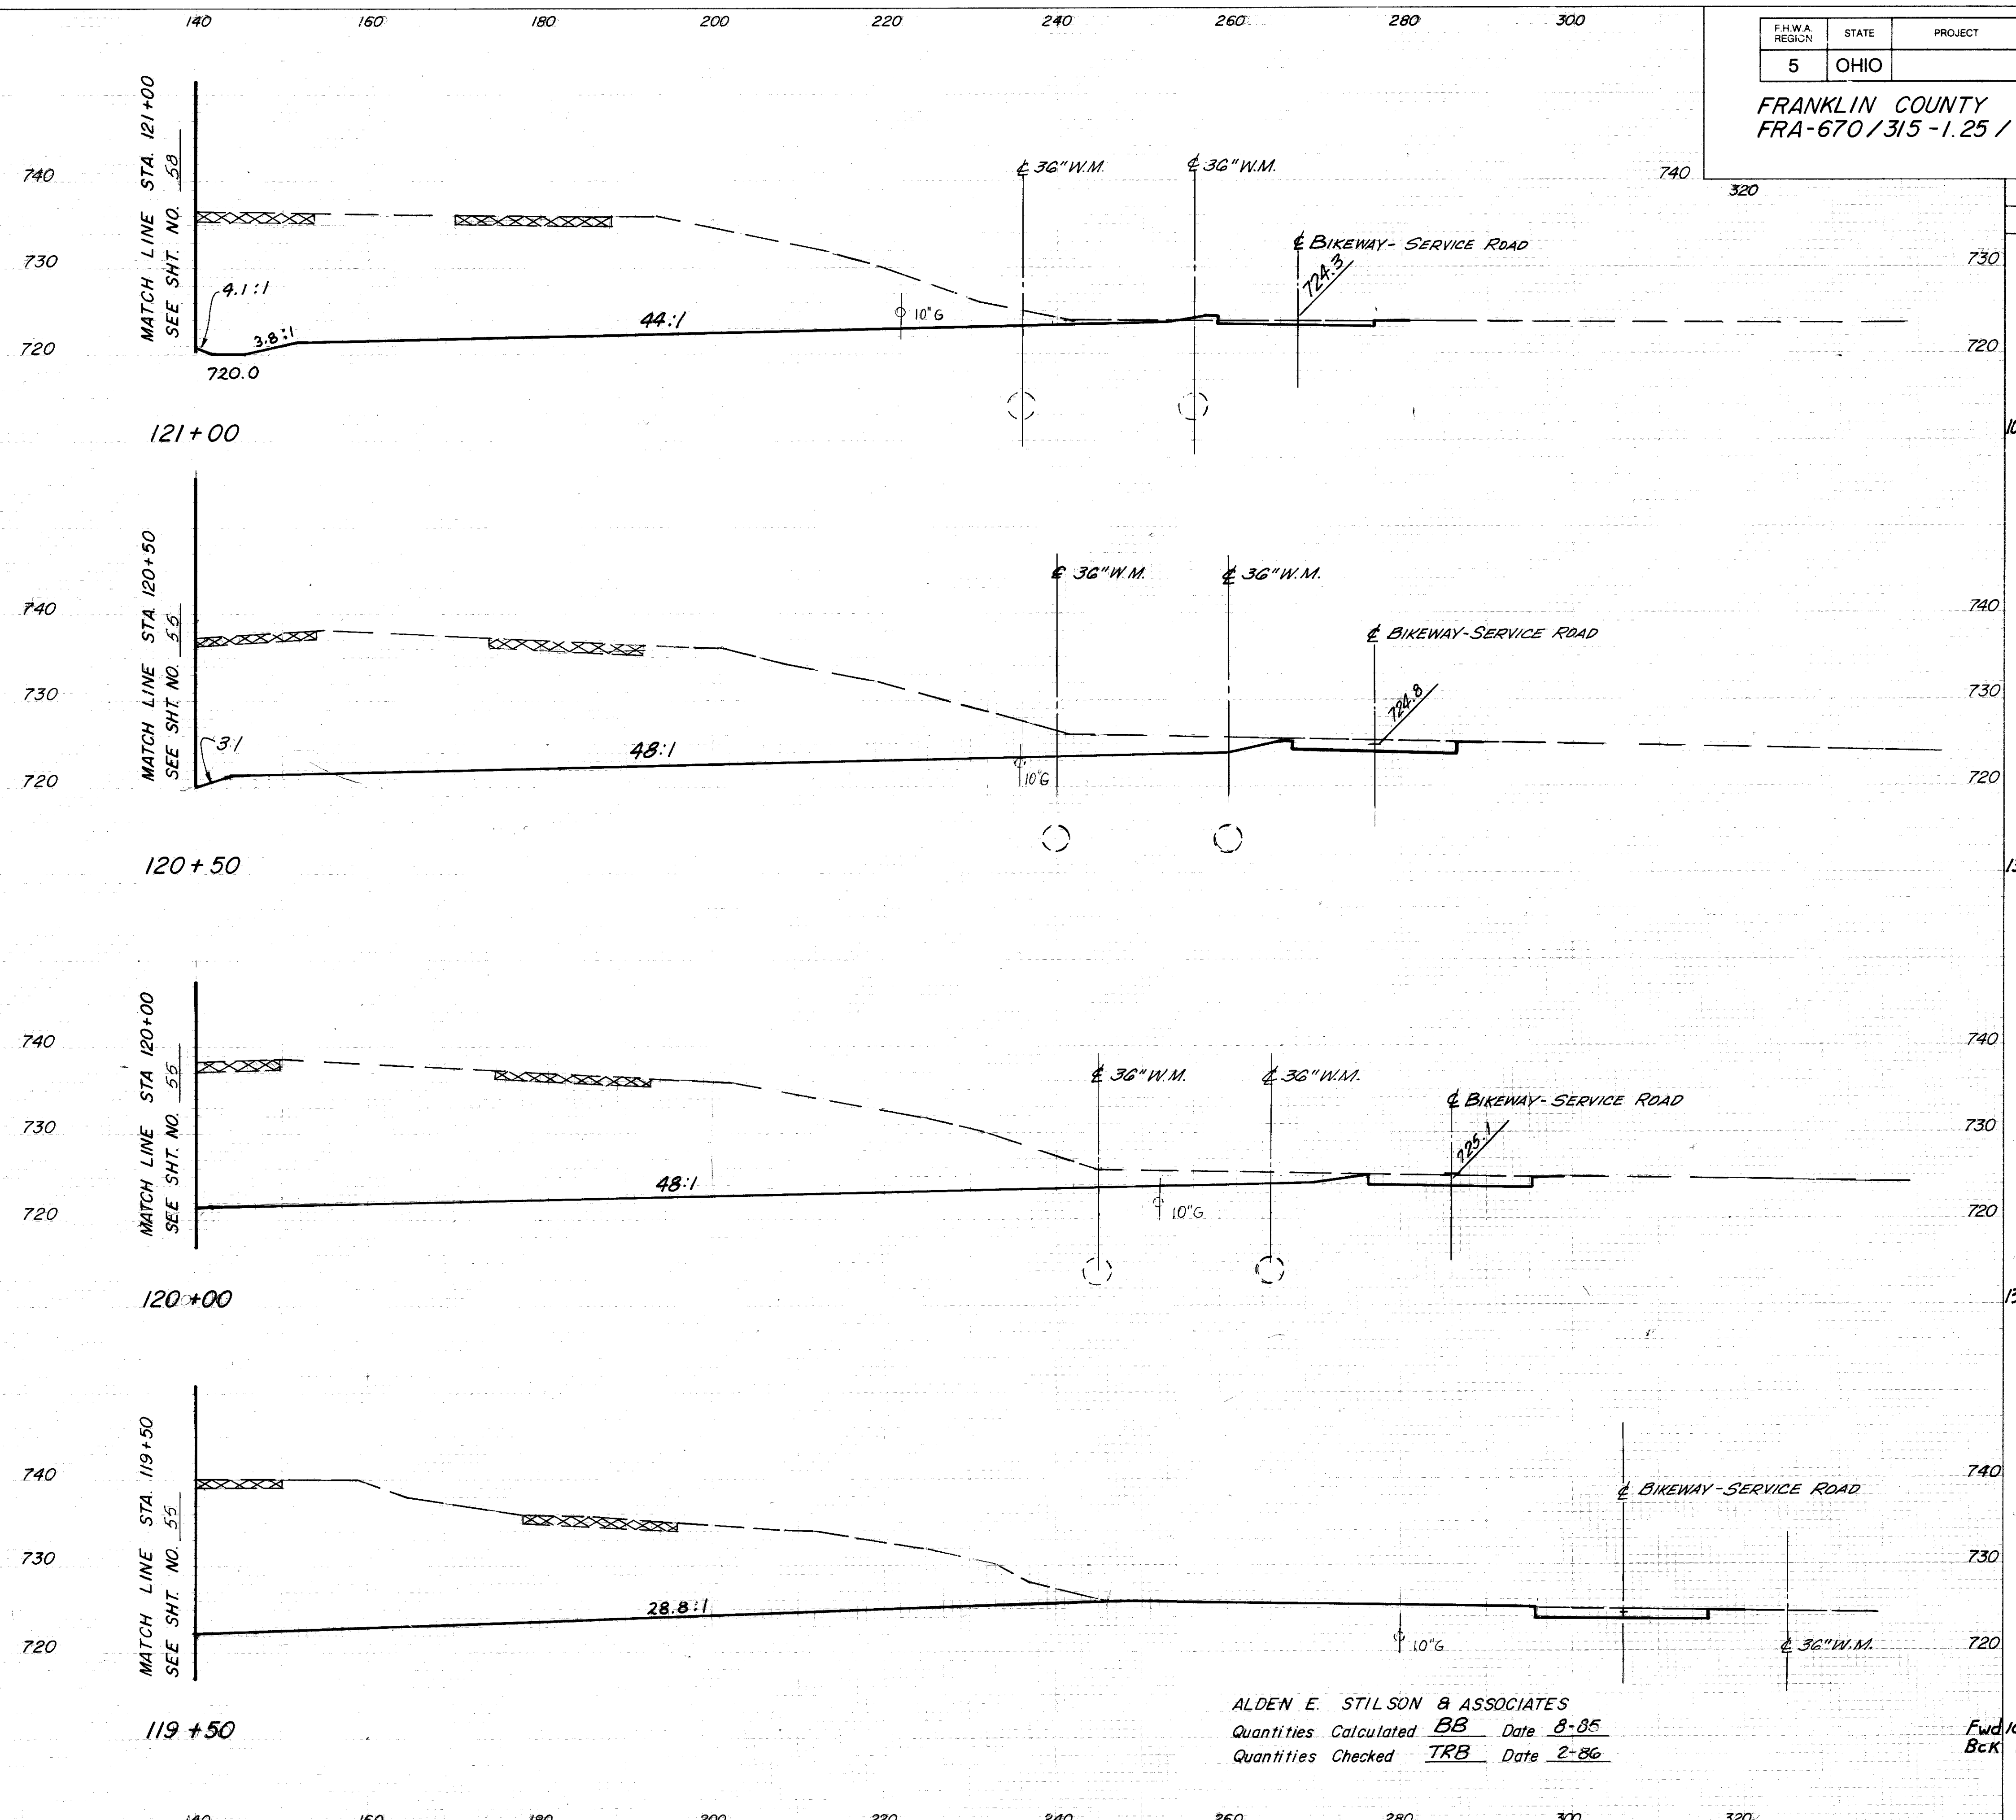 140 160 180 200 220 240 260 280 300
F.H.W.A. REGION STATE PROJECT
5 OHIO
FRANKLIN COUNTY
FRA-670/315-1.25 /
MATCH LINE STA. 121+00
SEE SHT. NO. 58
740 740
320
℄ 36" W.M. ℄ 36" W.M.
730 730
℄ BIKEWAY- SERVICE ROAD
724.3
4.1:1
3.8:1
44:1
10"G
720 720
720.0
121+00
MATCH LINE STA. 120+50
SEE SHT. NO. 55
℄ 36" W.M. ℄ 36" W.M.
740 740
℄ BIKEWAY-SERVICE ROAD
730 730
724.8
3:1
48:1
10"G
720 720
120+50
MATCH LINE STA 120+00
SEE SHT. NO. 55
740 740
℄ 36" W.M. ℄ 36" W.M.
℄ BIKEWAY- SERVICE ROAD
730 730
725.1
48:1
10"G
720 720
120+00
MATCH LINE STA. 119+50
SEE SHT. NO. 55
740 740
℄ BIKEWAY-SERVICE ROAD
730 730
28.8:1
10"G
720 720
℄ 36" W.M.
119+50
ALDEN E. STILSON & ASSOCIATES
Quantities Calculated BB Date 8-85
Quantities Checked TRB Date 2-86
Fwd
Bck
140 160 180 200 220 240 260 280 300 320